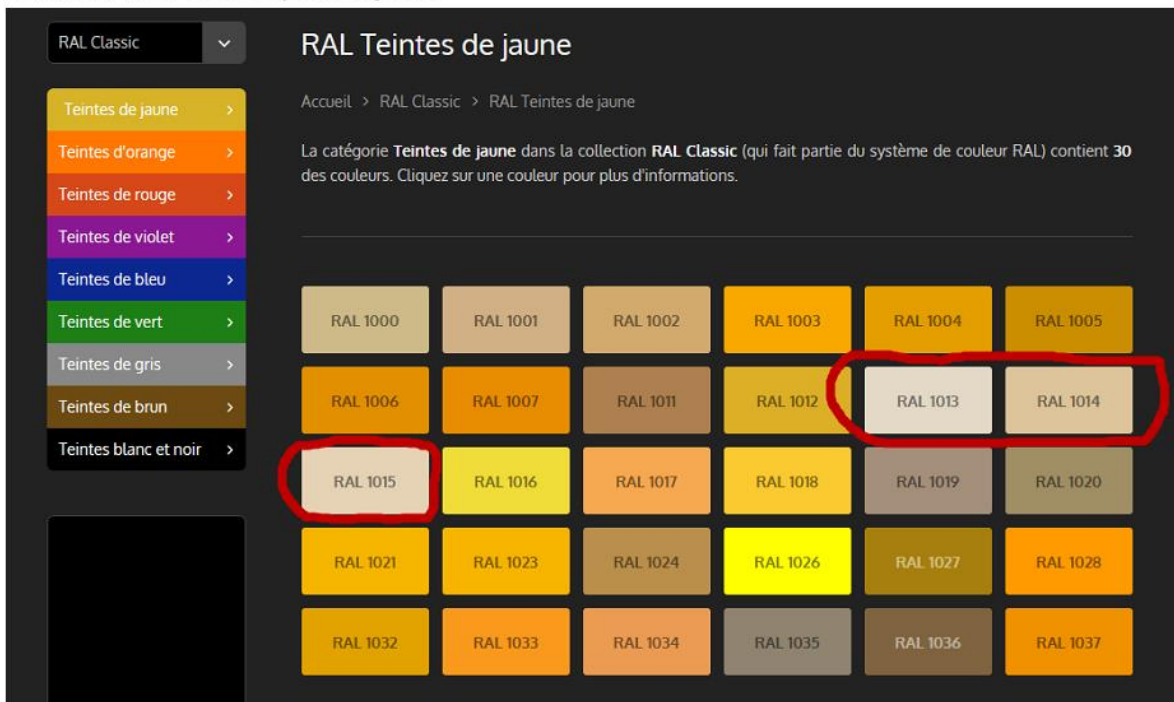 RAL Classic
RAL Teintes de jaune
Teintes de jaune
Teintes d'orange
Teintes de rouge
Teintes de violet
Teintes de bleu
Teintes de vert
Teintes de gris
Teintes de brun
Teintes blanc et noir
Accueil > RAL Classic > RAL Teintes de jaune
La catégorie Teintes de jaune dans la collection RAL Classic (qui fait partie du système de couleur RAL) contient 30
des couleurs. Cliquez sur une couleur pour plus d'informations.
RAL 1000 RAL 1001 RAL 1002 RAL 1003 RAL 1004 RAL 1005
RAL 1006 RAL 1007 RAL 1011 RAL 1012 RAL 1013 RAL 1014
RAL 1015 RAL 1016 RAL 1017 RAL 1018 RAL 1019 RAL 1020
RAL 1021 RAL 1023 RAL 1024 RAL 1026 RAL 1027 RAL 1028
RAL 1032 RAL 1033 RAL 1034 RAL 1035 RAL 1036 RAL 1037